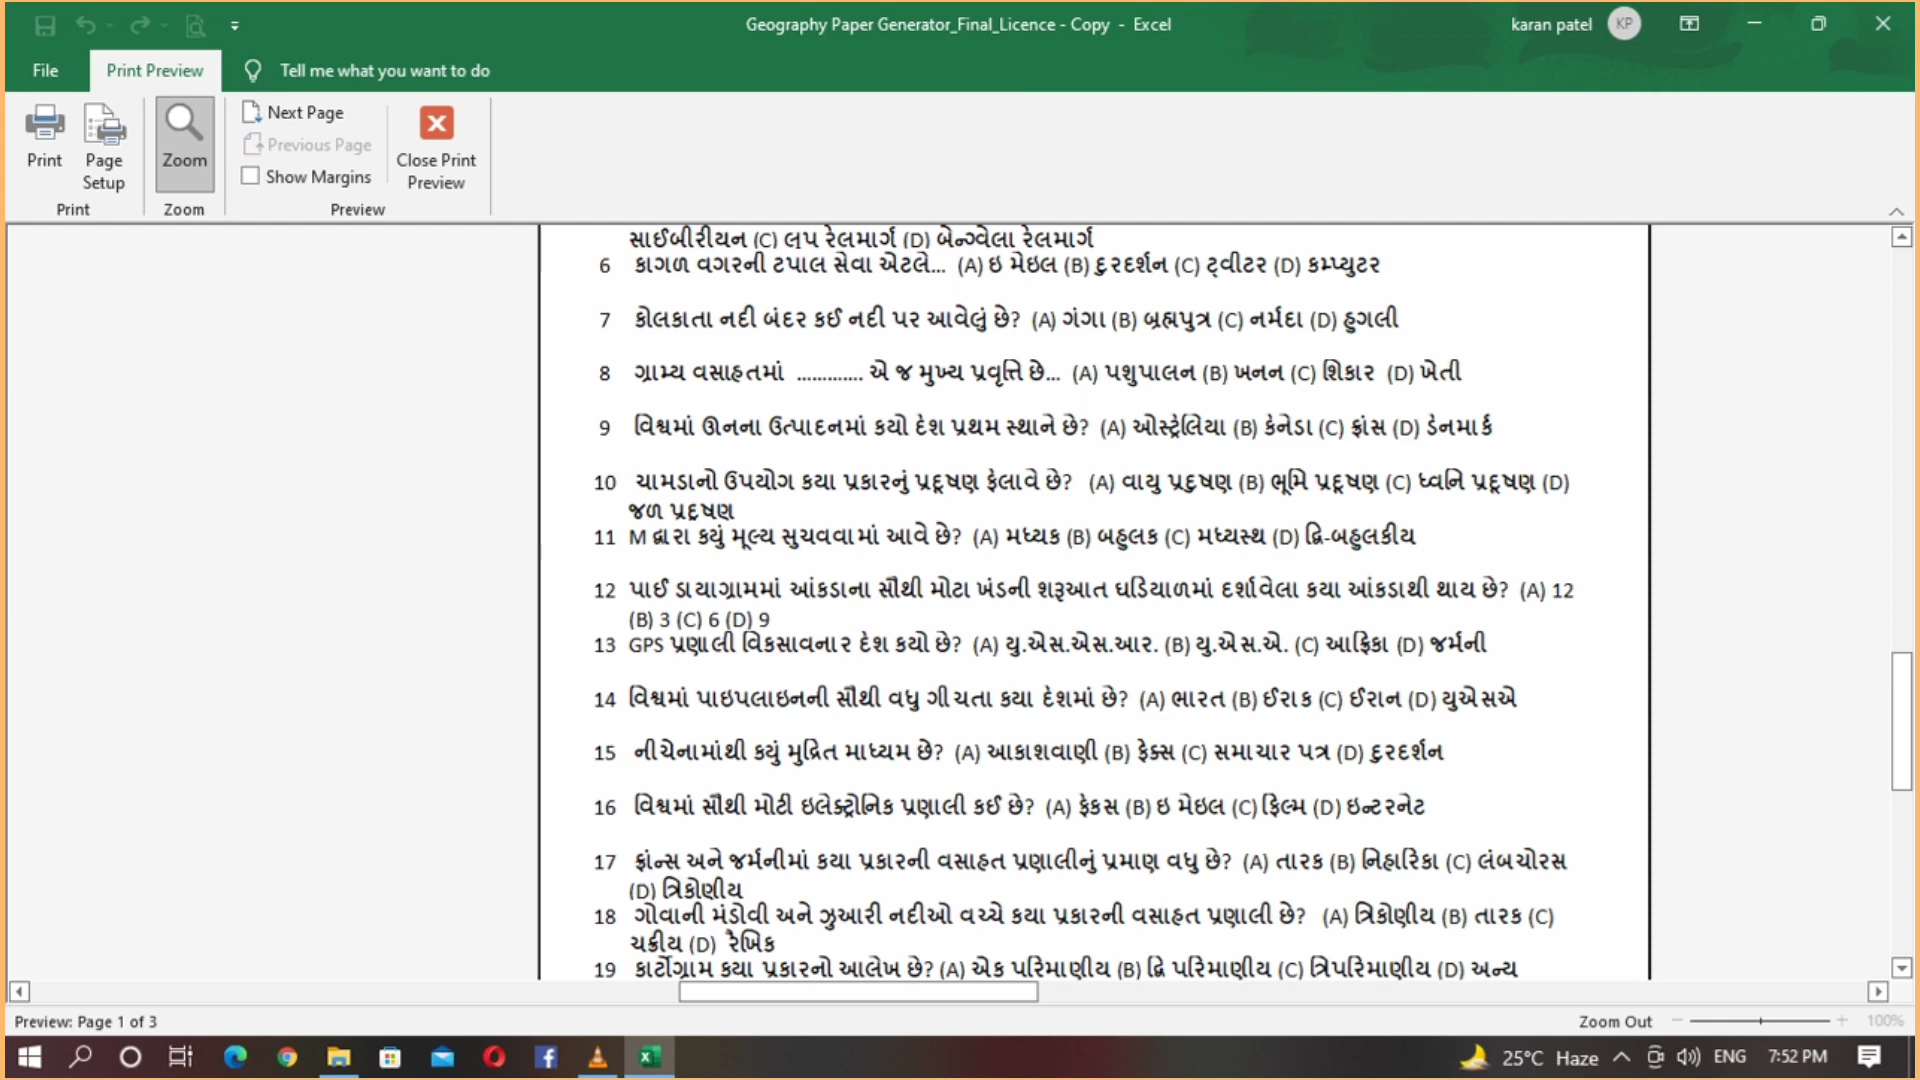 Geography Paper Generator_Final_Licence - Copy - Excel
karan patel
KP
File
Print Preview
Tell me what you want to do
Print
Page Setup
Zoom
Next Page
Previous Page
Show Margins
Close Print Preview
Print
Zoom
Preview
સાઈબીરીયન (C) લપ રેલમાર્ગ (D) બેન્ગ્વેલા રેલમાર્ગ
6 કાગળ વગરની ટપાલ સેવા એટલે... (A) ઇ મેઇલ (B) દુરદર્શન (C) ટ્વીટર (D) કમ્પ્યુટર
7 કોલકાતા નદી બંદર કઈ નદી પર આવેલું છે? (A) ગંગા (B) બ્રહ્મપુત્ર (C) નર્મદા (D) હુગલી
8 ગ્રામ્ય વસાહતમાં ............. એ જ મુખ્ય પ્રવૃત્તિ છે... (A) પશુપાલન (B) ખનન (C) શિકાર (D) ખેતી
9 વિશ્વમાં ઊનના ઉત્પાદનમાં કયો દેશ પ્રથમ સ્થાને છે? (A) ઓસ્ટ્રેલિયા (B) કેનેડા (C) ફ્રાંસ (D) ડેનમાર્ક
10 ચામડાનો ઉપયોગ કયા પ્રકારનું પ્રદૂષણ ફેલાવે છે? (A) વાયુ પ્રદુષણ (B) ભૂમિ પ્રદૂષણ (C) ધ્વનિ પ્રદૂષણ (D)
જળ પ્રદૂષણ
11 M દ્વારા કયું મૂલ્ય સુચવવામાં આવે છે? (A) મધ્યક (B) બહુલક (C) મધ્યસ્થ (D) દ્વિ-બહુલકીય
12 પાઈ ડાયાગ્રામમાં આંકડાના સૌથી મોટા ખંડની શરૂઆત ઘડિયાળમાં દર્શાવેલા કયા આંકડાથી થાય છે? (A) 12
(B) 3 (C) 6 (D) 9
13 GPS પ્રણાલી વિકસાવનાર દેશ કયો છે? (A) યુ.એસ.એસ.આર. (B) યુ.એસ.એ. (C) આફ્રિકા (D) જર્મની
14 વિશ્વમાં પાઇપલાઇનની સૌથી વધુ ગીચતા કયા દેશમાં છે? (A) ભારત (B) ઈરાક (C) ઈરાન (D) યુએસએ
15 નીચેનામાંથી કયું મુદ્રિત માધ્યમ છે? (A) આકાશવાણી (B) ફેક્સ (C) સમાચાર પત્ર (D) દુરદર્શન
16 વિશ્વમાં સૌથી મોટી ઇલેક્ટ્રોનિક પ્રણાલી કઈ છે? (A) ફેકસ (B) ઇ મેઇલ (C) ફિલ્મ (D) ઇન્ટરનેટ
17 ફ્રાંન્સ અને જર્મનીમાં કયા પ્રકારની વસાહત પ્રણાલીનું પ્રમાણ વધુ છે? (A) તારક (B) નિહારિકા (C) લંબચોરસ
(D) ત્રિકોણીય
18 ગોવાની મંડોવી અને ઝુઆરી નદીઓ વચ્ચે કયા પ્રકારની વસાહત પ્રણાલી છે? (A) ત્રિકોણીય (B) તારક (C)
ચક્રીય (D) રૈખિક
19 કાર્ટોગ્રામ કયા પ્રકારનો આલેખ છે? (A) એક પરિમાણીય (B) દ્વિ પરિમાણીય (C) ત્રિપરિમાણીય (D) અન્ય
Preview: Page 1 of 3
Zoom Out
100%
25°C Haze
ENG
7:52 PM